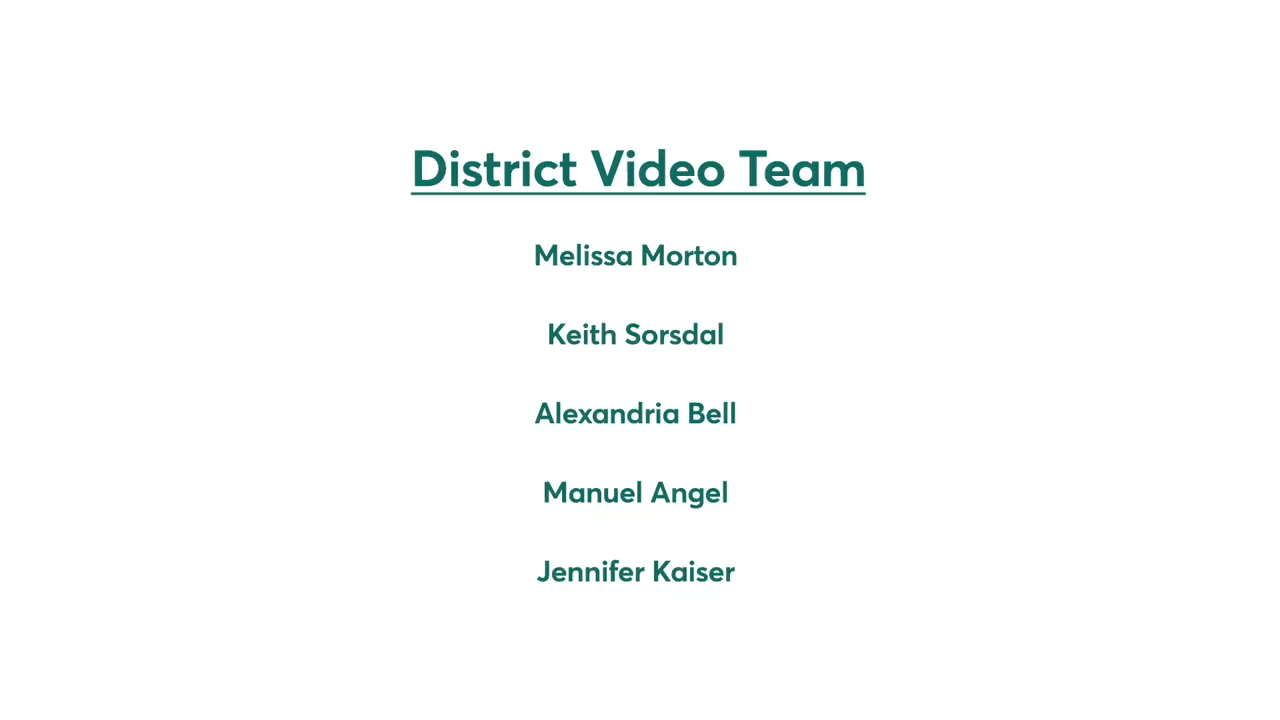 District Video Team
Melissa Morton
Keith Sorsdal
Alexandria Bell
Manuel Angel
Jennifer Kaiser